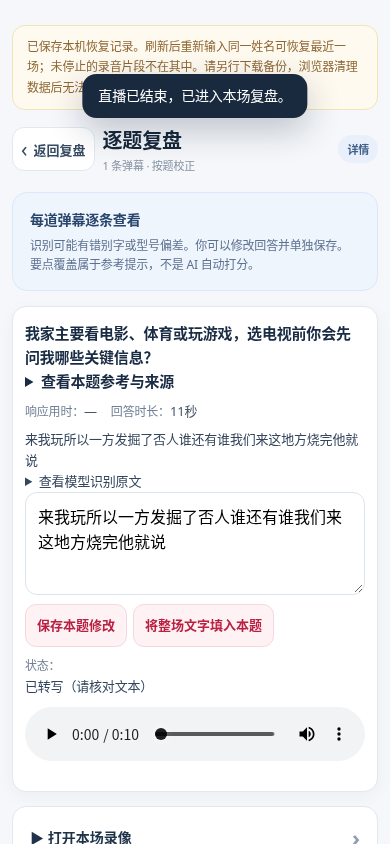 已保存本机恢复记录。刷新后重新输入同一姓名可恢复最近一
场；未停止的录音片段不在其中。请另行下载备份，浏览器清理
数据后无法
直播已结束，已进入本场复盘。
‹ 返回复盘
逐题复盘
1 条弹幕 · 按题校正
详情
每道弹幕逐条查看
识别可能有错别字或型号偏差。你可以修改回答并单独保存。
要点覆盖属于参考提示，不是 AI 自动打分。
我家主要看电影、体育或玩游戏，选电视前你会先
问我哪些关键信息？
▶ 查看本题参考与来源
响应用时：— 回答时长：11秒
来我玩所以一方发掘了否人谁还有谁我们来这地方烧完他就
说
▶ 查看模型识别原文
来我玩所以一方发掘了否人谁还有谁我们来
这地方烧完他就说
保存本题修改
将整场文字填入本题
状态：
已转写（请核对文本）
0:00 / 0:10
▶ 打开本场录像 ›